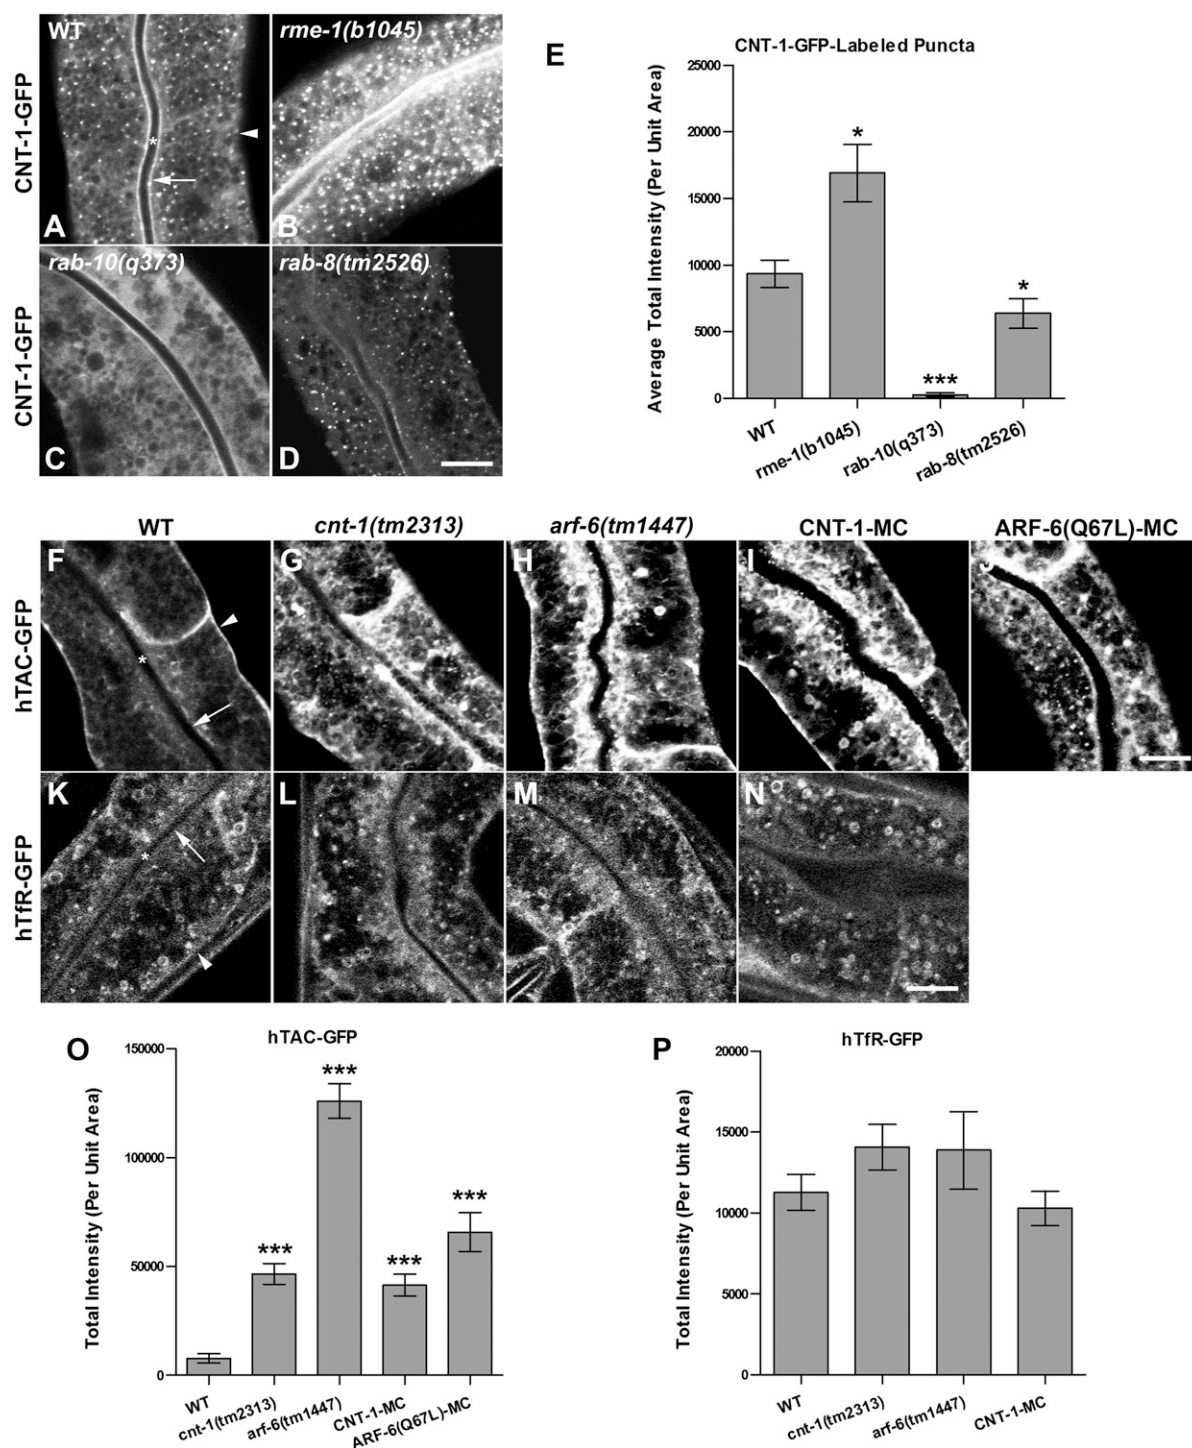 WT
rme-1(b1045)
CNT-1-GFP
A
B
rab-10(q373)
rab-8(tm2526)
CNT-1-GFP
C
D
E
CNT-1-GFP-Labeled Puncta
Average Total Intensity (Per Unit Area)
25000
20000
15000
10000
5000
0
*
***
*
WT
rme-1(b1045)
rab-10(q373)
rab-8(tm2526)
WT
cnt-1(tm2313)
arf-6(tm1447)
CNT-1-MC
ARF-6(Q67L)-MC
hTAC-GFP
F
*
G
H
I
J
hTfR-GFP
K
*
L
M
N
O
hTAC-GFP
Total Intensity (Per Unit Area)
150000
100000
50000
0
***
***
***
***
WT
cnt-1(tm2313)
arf-6(tm1447)
CNT-1-MC
ARF-6(Q67L)-MC
P
hTfR-GFP
Total Intensity (Per Unit Area)
20000
15000
10000
5000
0
WT
cnt-1(tm2313)
arf-6(tm1447)
CNT-1-MC